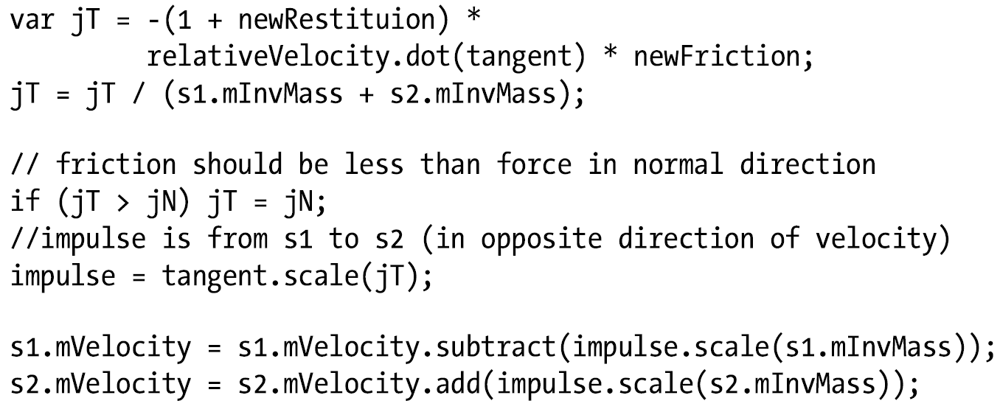 var jT = -(1 + newRestituion) *
relativeVelocity.dot(tangent) * newFriction;
jT = jT / (s1.mInvMass + s2.mInvMass);
// friction should be less than force in normal direction
if (jT > jN) jT = jN;
//impulse is from s1 to s2 (in opposite direction of velocity)
impulse = tangent.scale(jT);
s1.mVelocity = s1.mVelocity.subtract(impulse.scale(s1.mInvMass));
s2.mVelocity = s2.mVelocity.add(impulse.scale(s2.mInvMass));